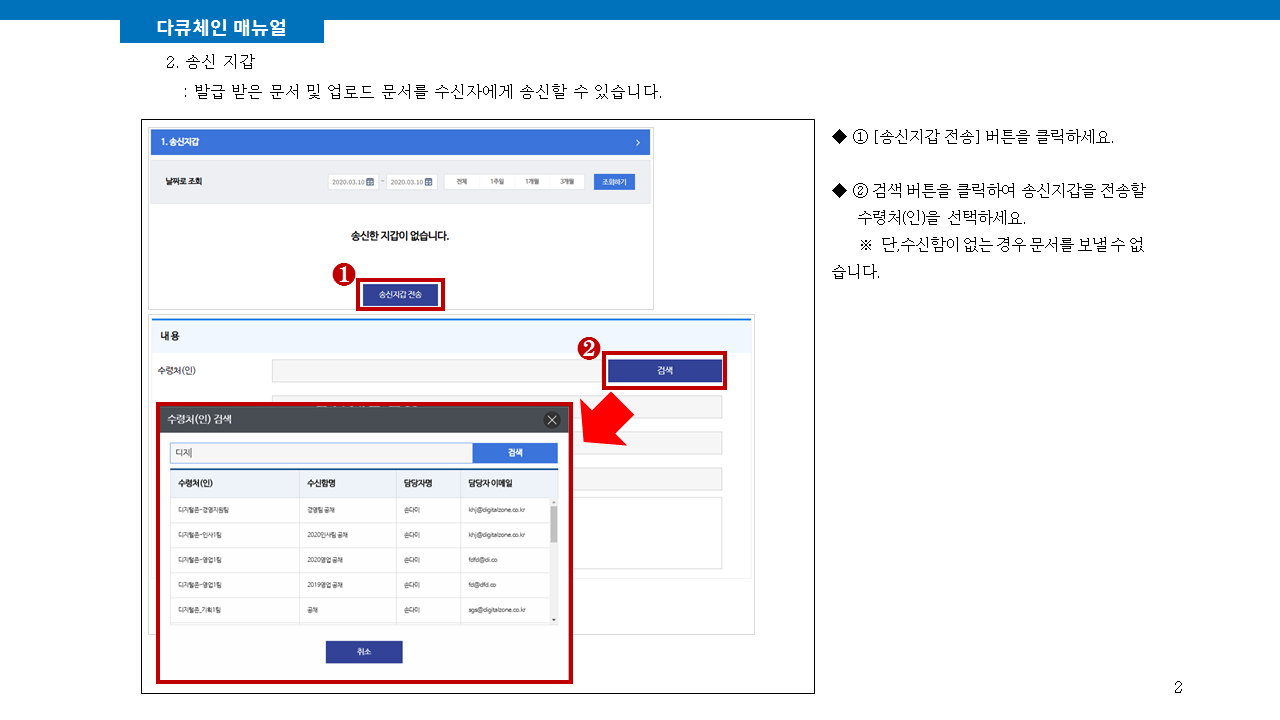 다큐체인 매뉴얼
2. 송신 지갑
: 발급 받은 문서 및 업로드 문서를 수신자에게 송신할 수 있습니다.
1. 송신지갑
날짜로 조회 2020.03.10 ~ 2020.03.10 전체 1주일 1개월 3개월 조회하기
송신한 지갑이 없습니다.
❶
송신지갑 전송
내용
❷
수령처(인) 검색
수령처(인) 검색
디지 검색
수령처(인) 수신함명 담당자명 담당자 이메일
디지털존-경영지원팀 경영팀 공채 손다미 khj@digitalzone.co.kr
디지털존-인사1팀 2020인사팀 공채 손다미 khj@digitalzone.co.kr
디지털존-영업1팀 2020영업 공채 손다미 fdfd@di.co
디지털존-영업1팀 2019영업 공채 손다미 fd@dfd.co
디지털존_기획1팀 공채 손다미 sgs@digitalzone.co.kr
취소
◆ ① [송신지갑 전송] 버튼을 클릭하세요.
◆ ② 검색 버튼을 클릭하여 송신지갑을 전송할
수령처(인)을 선택하세요.
※ 단,수신함이 없는 경우 문서를 보낼 수 없
습니다.
2